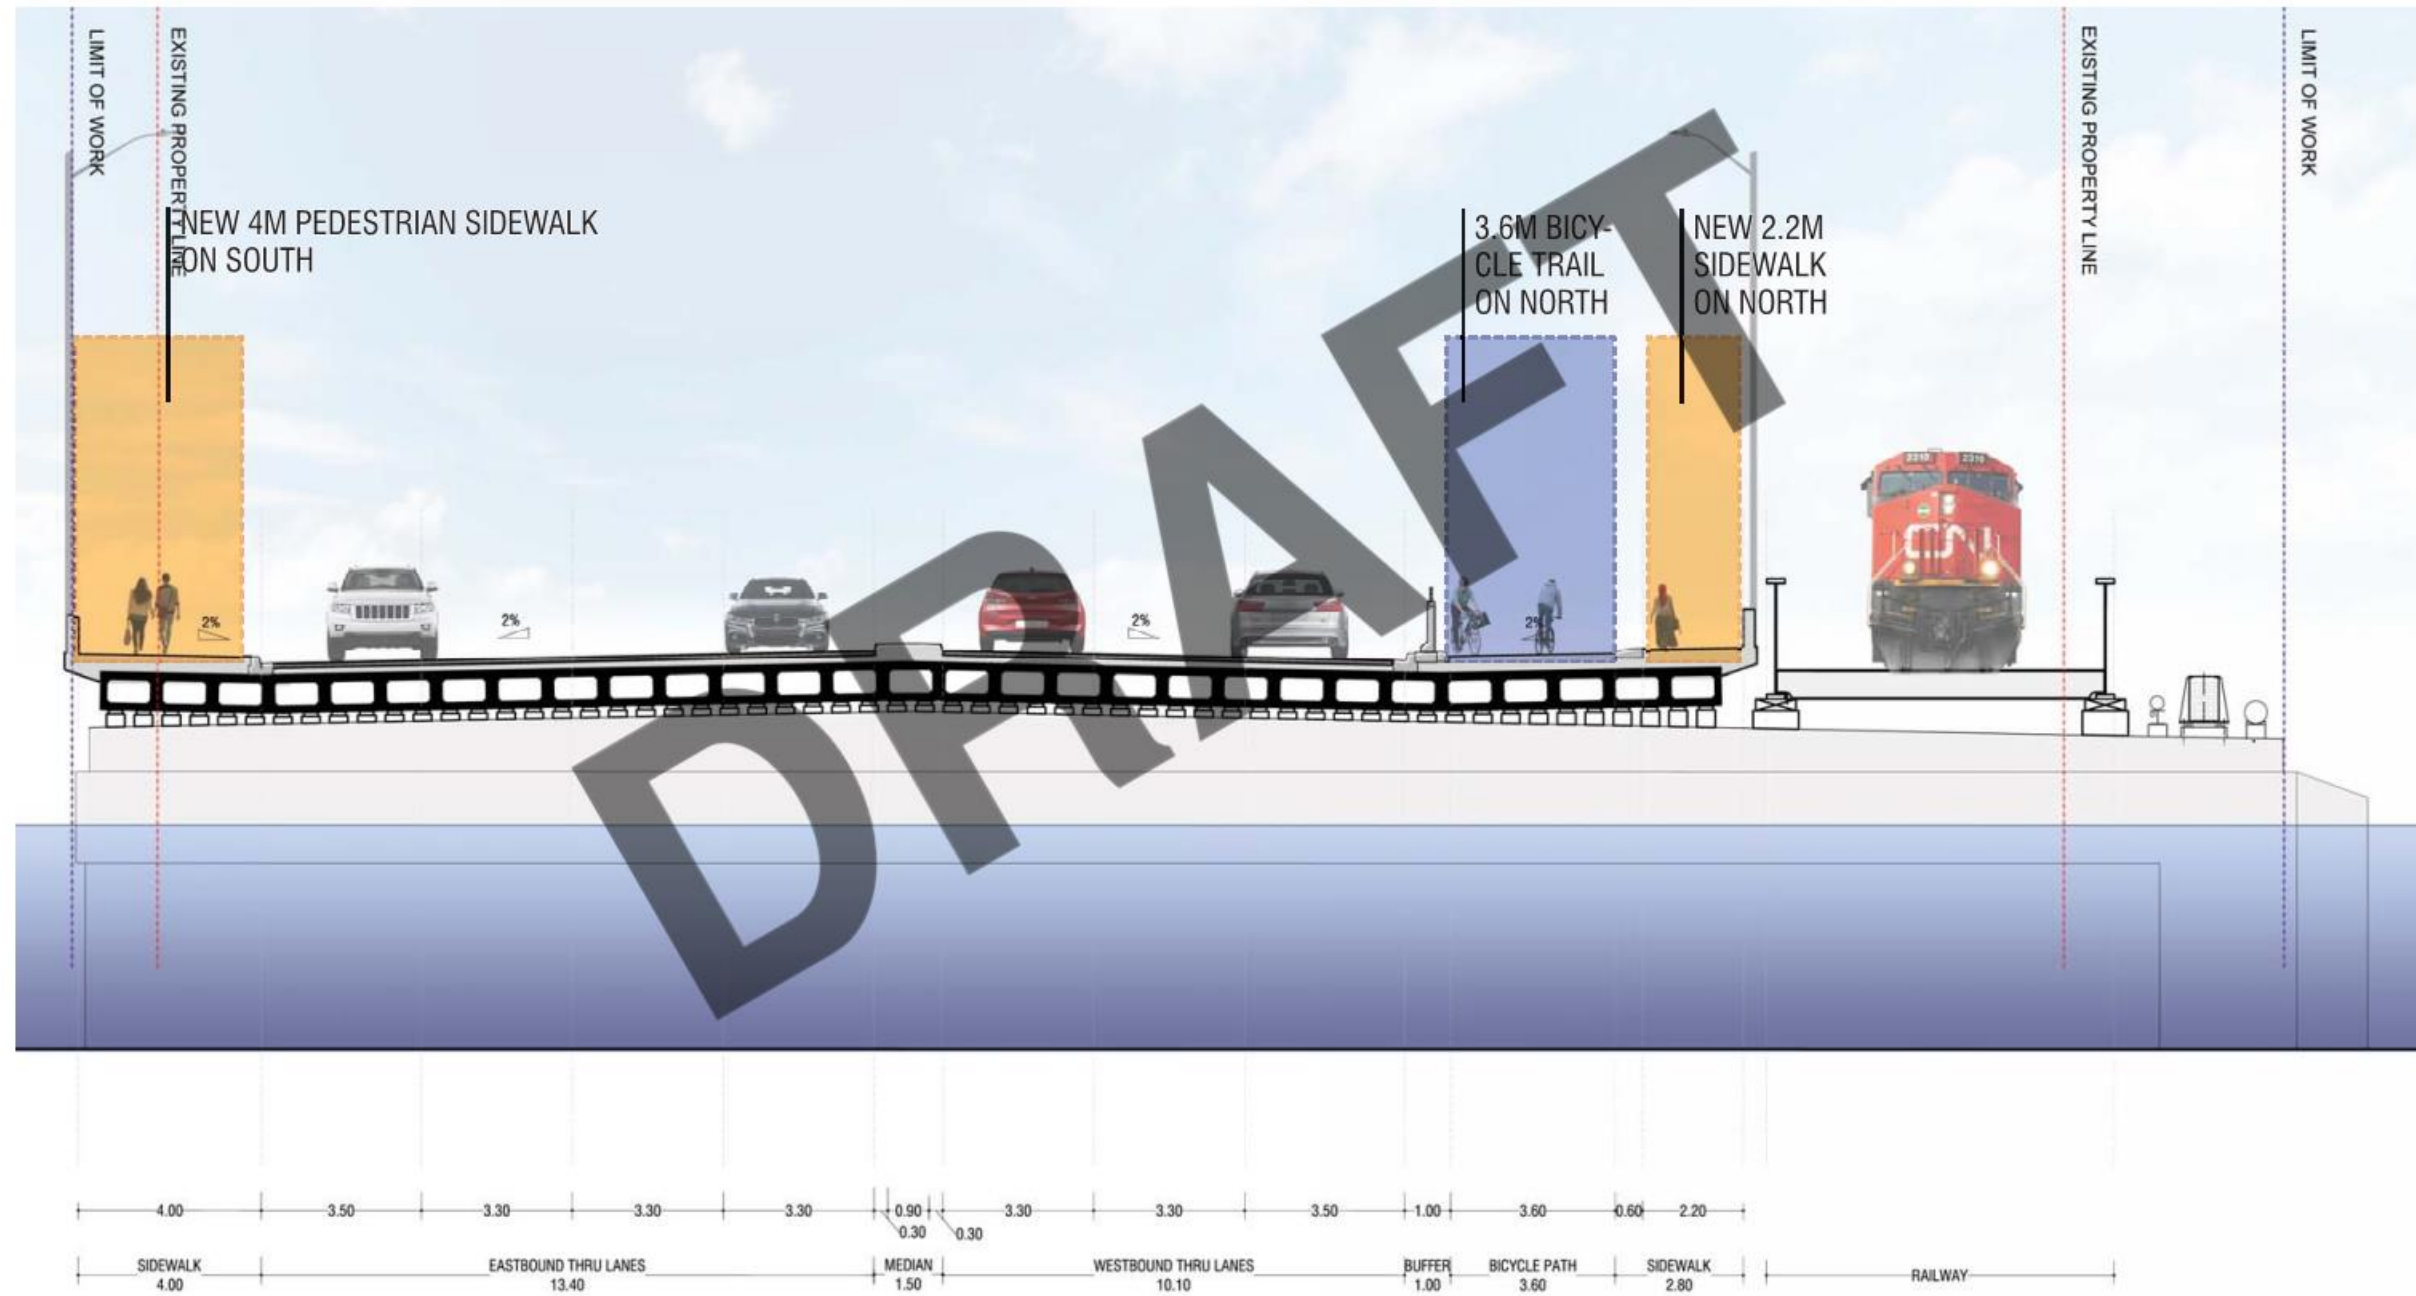 LIMIT OF WORK
EXISTING PROPERTY LINE
EXISTING PROPERTY LINE
LIMIT OF WORK
NEW 4M PEDESTRIAN SIDEWALK
ON SOUTH
3.6M BICY-
CLE TRAIL
ON NORTH
NEW 2.2M
SIDEWALK
ON NORTH
DRAFT
2310 2310
CN
2%
2%
2%
2%
4.00 3.50 3.30 3.30 3.30 0.90 3.30 3.30 3.50 1.00 3.60 0.60 2.20
0.30 0.30
SIDEWALK EASTBOUND THRU LANES MEDIAN WESTBOUND THRU LANES BUFFER BICYCLE PATH SIDEWALK RAILWAY
4.00 13.40 1.50 10.10 1.00 3.60 2.80